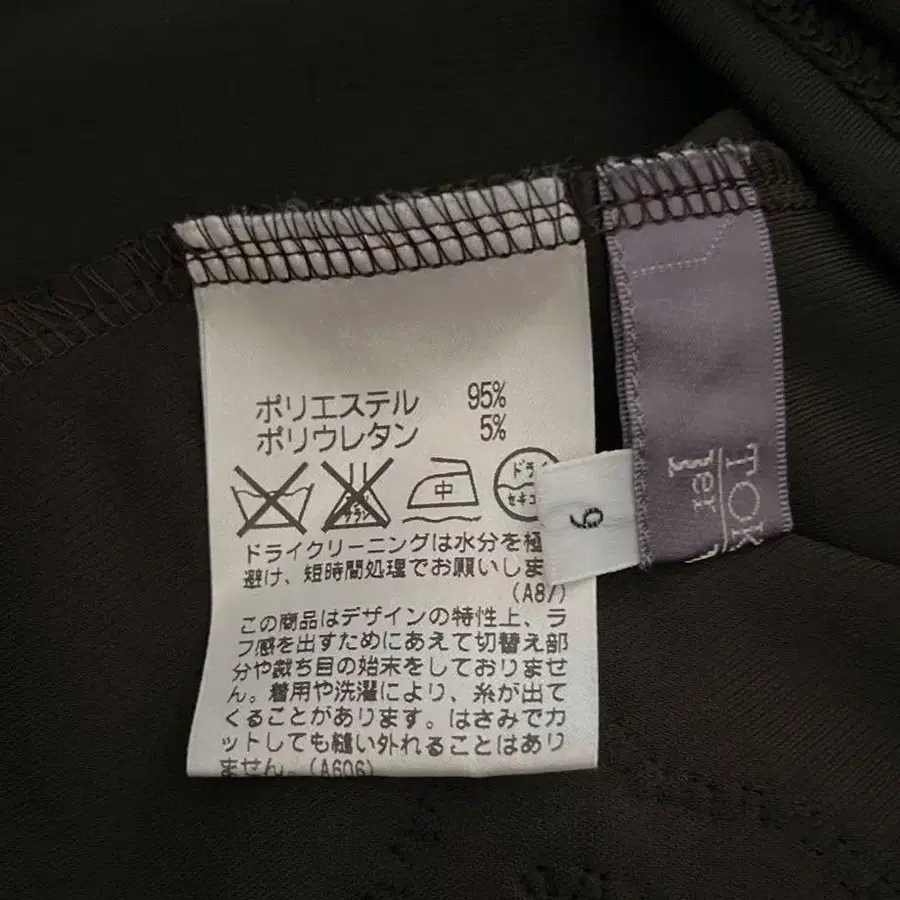 ポリエステル 95%
ポリウレタン 5%
中
ドライ
ドライクリーニングは水分を極
避け、短時間処理でお願いしま
(A87)
この商品はデザインの特性上、ラ
フ感を出すためにあえて切替え部
分や裁ち目の始末をしておりませ
ん。着用や洗濯により、糸が出て
くることがあります。はさみでカ
ットしても縫い外れることはあり
ません。(A606)
9
TOK